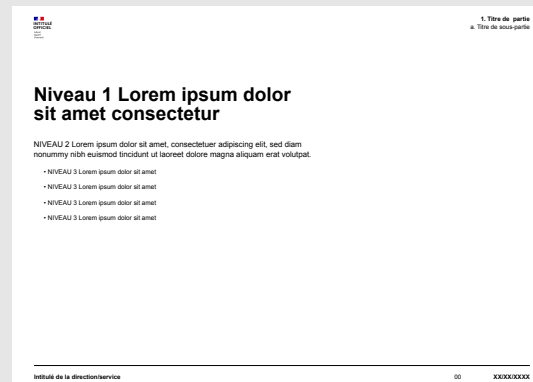 INTITULÉ
OFFICIEL
1. Titre de partie
a. Titre de sous-partie
Niveau 1 Lorem ipsum dolor
sit amet consectetur
NIVEAU 2 Lorem ipsum dolor sit amet, consectetuer adipiscing elit, sed diam
nonummy nibh euismod tincidunt ut laoreet dolore magna aliquam erat volutpat.
• NIVEAU 3 Lorem ipsum dolor sit amet
• NIVEAU 3 Lorem ipsum dolor sit amet
• NIVEAU 3 Lorem ipsum dolor sit amet
• NIVEAU 3 Lorem ipsum dolor sit amet
Intitulé de la direction/service
00
XX/XX/XXXX